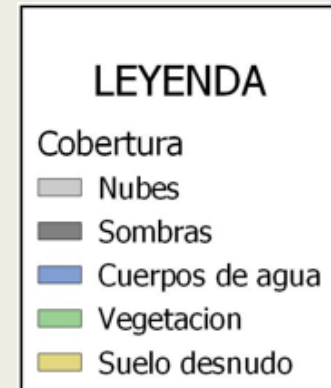 LEYENDA
Cobertura
Nubes
Sombras
Cuerpos de agua
Vegetacion
Suelo desnudo